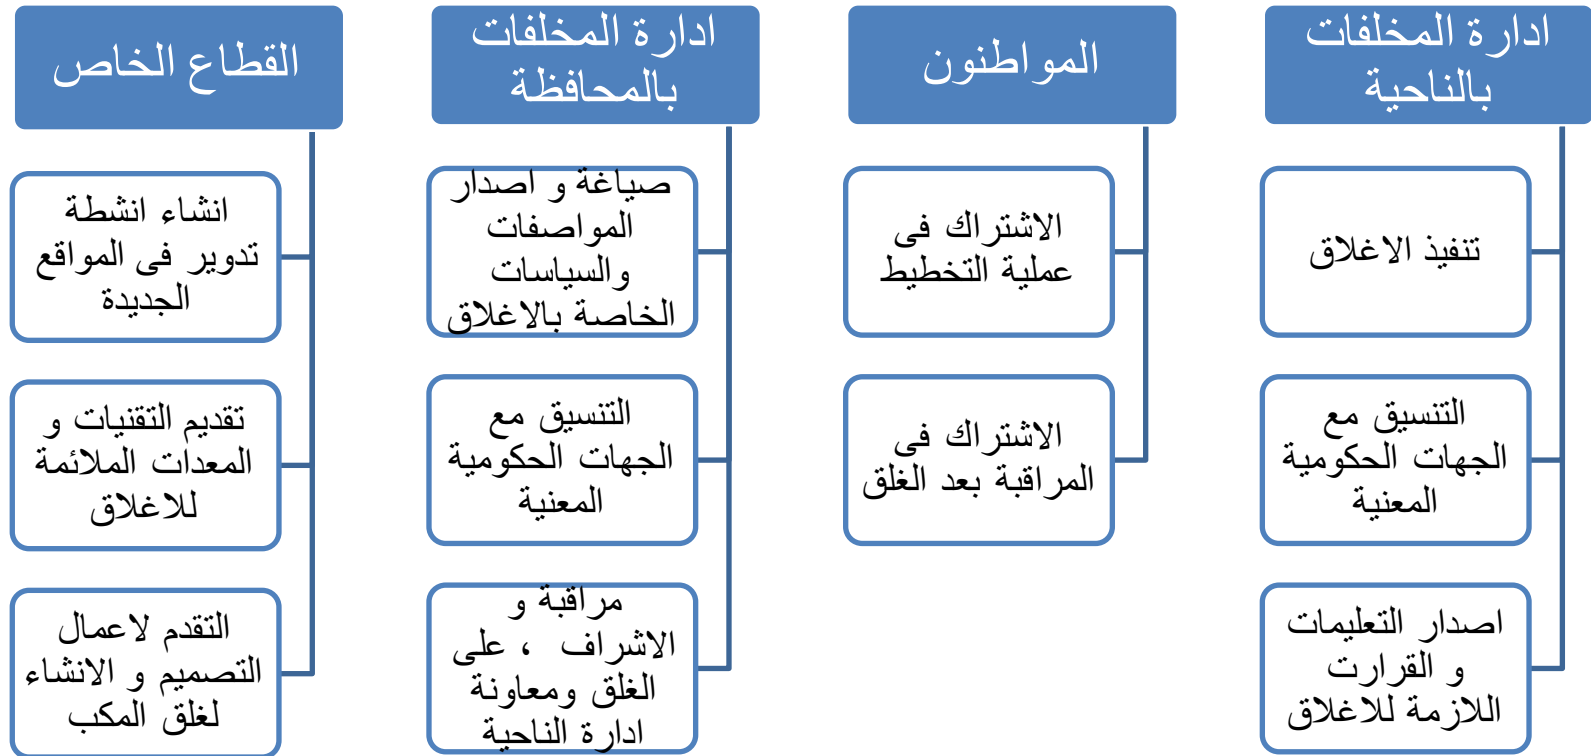 ادارة المخلفات
بالناحية
تنفيذ الاغلاق
التنسيق مع
الجهات الحكومية
المعنية
اصدار التعليمات
و القرارت
اللازمة للاغلاق
المواطنون
الاشتراك فى
عملية التخطيط
الاشتراك فى
المراقبة بعد الغلق
ادارة المخلفات
بالمحافظة
صياغة و اصدار
المواصفات
والسياسات
الخاصة بالاغلاق
التنسيق مع
الجهات الحكومية
المعنية
مراقبة و
الاشراف ، على
الغلق ومعاونة
ادارة الناحية
القطاع الخاص
انشاء انشطة
تدوير فى المواقع
الجديدة
تقديم التقنيات و
المعدات الملائمة
للاغلاق
التقدم لاعمال
التصميم و الانشاء
لغلق المكب